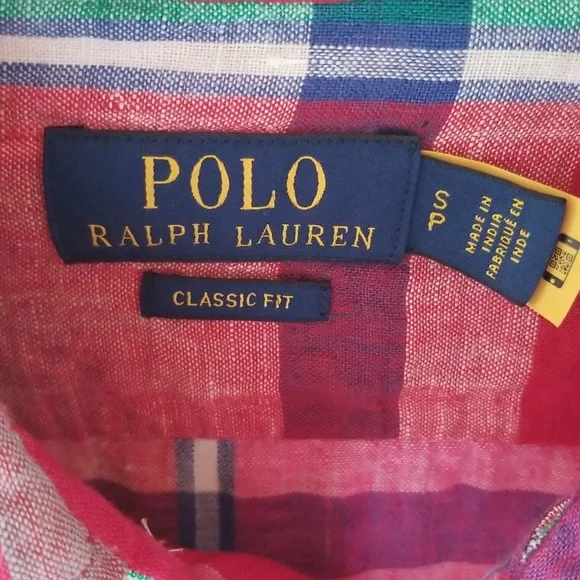 POLO
RALPH LAUREN
CLASSIC FIT
S P
MADE IN
INDIA
FABRIQUÉ EN
INDE